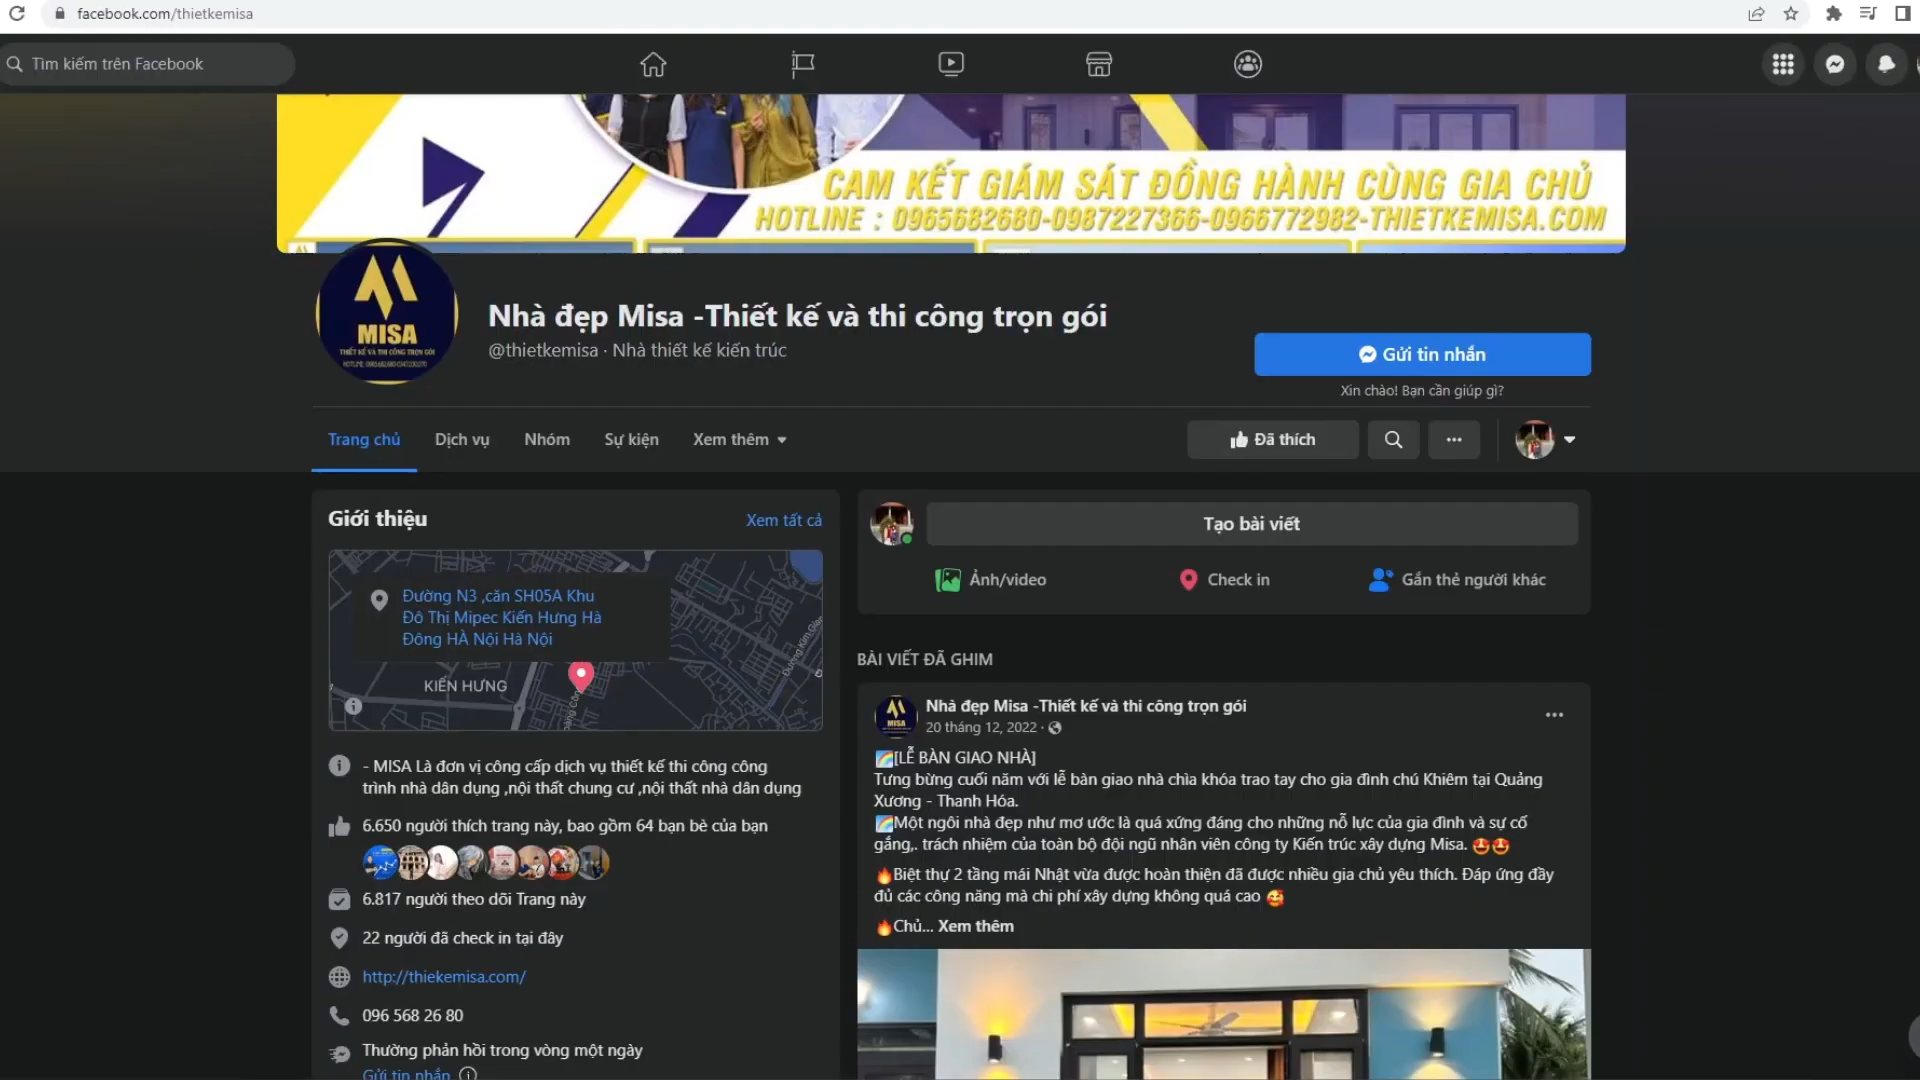 facebook.com/thietkemisa
Tìm kiếm trên Facebook
CAM KẾT GIÁM SÁT ĐỒNG HÀNH CÙNG GIA CHỦ
HOTLINE : 0965682680-0987227366-0966772982-THIETKEMISA.COM
MISA
THIẾT KẾ VÀ THI CÔNG TRỌN GÓI
Nhà đẹp Misa -Thiết kế và thi công trọn gói
@thietkemisa · Nhà thiết kế kiến trúc
Gửi tin nhắn
Xin chào! Bạn cần giúp gì?
Trang chủ
Dịch vụ
Nhóm
Sự kiện
Xem thêm
Đã thích
Giới thiệu
Xem tất cả
Đường N3 ,căn SH05A Khu
Đô Thị Mipec Kiến Hưng Hà
Đông HÀ Nội Hà Nội
KIẾN HƯNG
- MISA Là đơn vị công cấp dịch vụ thiết kế thi công công
trình nhà dân dụng ,nội thất chung cư ,nội thất nhà dân dụng
6.650 người thích trang này, bao gồm 64 bạn bè của bạn
6.817 người theo dõi Trang này
22 người đã check in tại đây
http://thiekemisa.com/
096 568 26 80
Thường phản hồi trong vòng một ngày
Gửi tin nhắn
Tạo bài viết
Ảnh/video
Check in
Gắn thẻ người khác
BÀI VIẾT ĐÃ GHIM
Nhà đẹp Misa -Thiết kế và thi công trọn gói
20 tháng 12, 2022 ·
🌈[LỄ BÀN GIAO NHÀ]
Tưng bừng cuối năm với lễ bàn giao nhà chìa khóa trao tay cho gia đình chú Khiêm tại Quảng
Xương - Thanh Hóa.
🌈Một ngôi nhà đẹp như mơ ước là quá xứng đáng cho những nỗ lực của gia đình và sự cố
gắng,. trách nhiệm của toàn bộ đội ngũ nhân viên công ty Kiến trúc xây dựng Misa. 🤩🤩
🔥Biệt thự 2 tầng mái Nhật vừa được hoàn thiện đã được nhiều gia chủ yêu thích. Đáp ứng đầy
đủ các công năng mà chi phí xây dựng không quá cao 🥰
🔥Chủ... Xem thêm